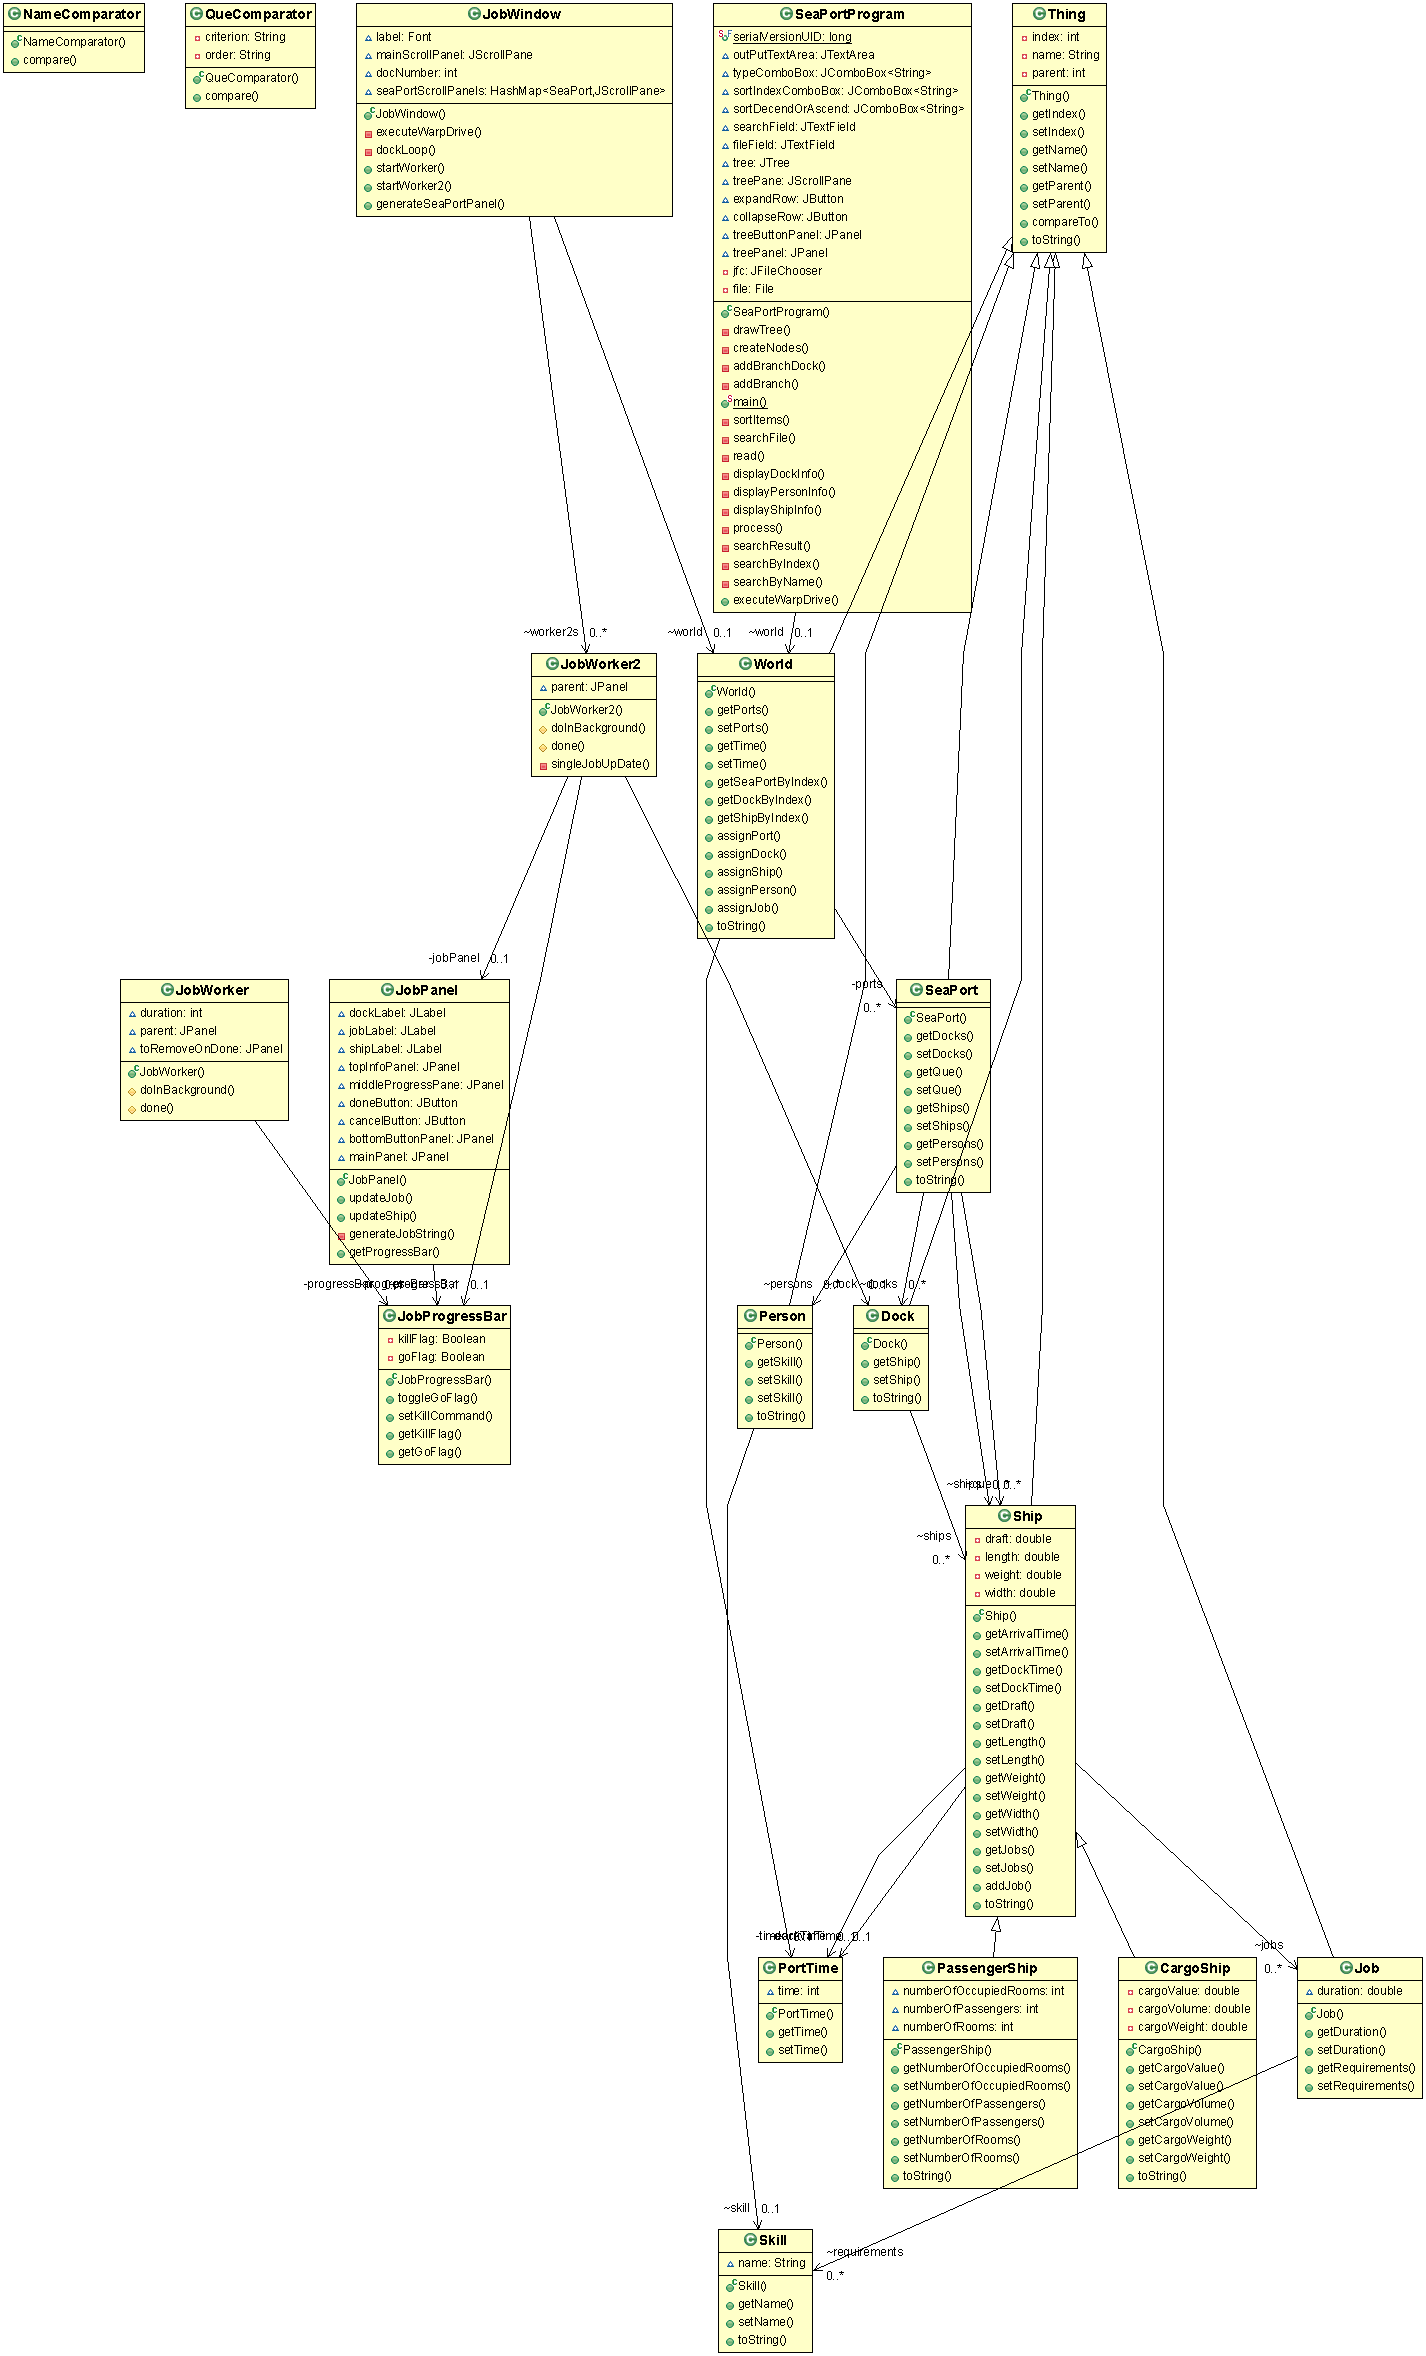 NameComparator
NameComparator()
compare()
QueComparator
criterion: String
order: String
QueComparator()
compare()
JobWindow
label: Font
mainScrollPanel: JScrollPane
docNumber: int
seaPortScrollPanels: HashMap<SeaPort,JScrollPane>
JobWindow()
executeWarpDrive()
dockLoop()
startWorker()
startWorker2()
generateSeaPortPanel()
SeaPortProgram
serialVersionUID: long
outPutTextArea: JTextArea
typeComboBox: JComboBox<String>
sortIndexComboBox: JComboBox<String>
sortDecendOrAscend: JComboBox<String>
searchField: JTextField
fileField: JTextField
tree: JTree
treePane: JScrollPane
expandRow: JButton
collapseRow: JButton
treeButtonPanel: JPanel
treePanel: JPanel
jfc: JFileChooser
file: File
SeaPortProgram()
drawTree()
createNodes()
addBranchDock()
addBranch()
main()
sortItems()
searchFile()
read()
displayDockInfo()
displayPersonInfo()
displayShipInfo()
process()
searchResult()
searchByIndex()
searchByName()
executeWarpDrive()
Thing
index: int
name: String
parent: int
Thing()
getIndex()
setIndex()
getName()
setName()
getParent()
setParent()
compareTo()
toString()
~worker2s 0..*
~world 0..1
~world 0..1
JobWorker2
parent: JPanel
JobWorker2()
doInBackground()
done()
singleJobUpDate()
World
World()
getPorts()
setPorts()
getTime()
setTime()
getSeaPortByIndex()
getDockByIndex()
getShipByIndex()
assignPort()
assignDock()
assignShip()
assignPerson()
assignJob()
toString()
-jobPanel 0..1
-ports
0..*
JobWorker
duration: int
parent: JPanel
toRemoveOnDone: JPanel
JobWorker()
doInBackground()
done()
JobPanel
dockLabel: JLabel
jobLabel: JLabel
shipLabel: JLabel
topInfoPanel: JPanel
middleProgressPane: JPanel
doneButton: JButton
cancelButton: JButton
bottomButtonPanel: JPanel
mainPanel: JPanel
JobPanel()
updateJob()
updateShip()
generateJobString()
getProgressBar()
SeaPort
SeaPort()
getDocks()
setDocks()
getQue()
setQue()
getShips()
setShips()
getPersons()
setPersons()
toString()
0..1
~persons
~dock
~docks
0..*
JobProgressBar
killFlag: Boolean
goFlag: Boolean
JobProgressBar()
toggleGoFlag()
setKillCommand()
getKillFlag()
getGoFlag()
Person
Person()
getSkill()
setSkill()
setSkill()
toString()
Dock
Dock()
getShip()
setShip()
toString()
~ships
0..*
Ship
draft: double
length: double
weight: double
width: double
Ship()
getArrivalTime()
setArrivalTime()
getDockTime()
setDockTime()
getDraft()
setDraft()
getLength()
setLength()
getWeight()
setWeight()
getWidth()
setWidth()
getJobs()
setJobs()
addJob()
toString()
~jobs
0..*
PortTime
time: int
PortTime()
getTime()
setTime()
PassengerShip
numberOfOccupiedRooms: int
numberOfPassengers: int
numberOfRooms: int
PassengerShip()
getNumberOfOccupiedRooms()
setNumberOfOccupiedRooms()
getNumberOfPassengers()
setNumberOfPassengers()
getNumberOfRooms()
setNumberOfRooms()
toString()
CargoShip
cargoValue: double
cargoVolume: double
cargoWeight: double
CargoShip()
getCargoValue()
setCargoValue()
getCargoVolume()
setCargoVolume()
getCargoWeight()
setCargoWeight()
toString()
Job
duration: double
Job()
getDuration()
setDuration()
getRequirements()
setRequirements()
~skill 0..1
~requirements
0..*
Skill
name: String
Skill()
getName()
setName()
toString()